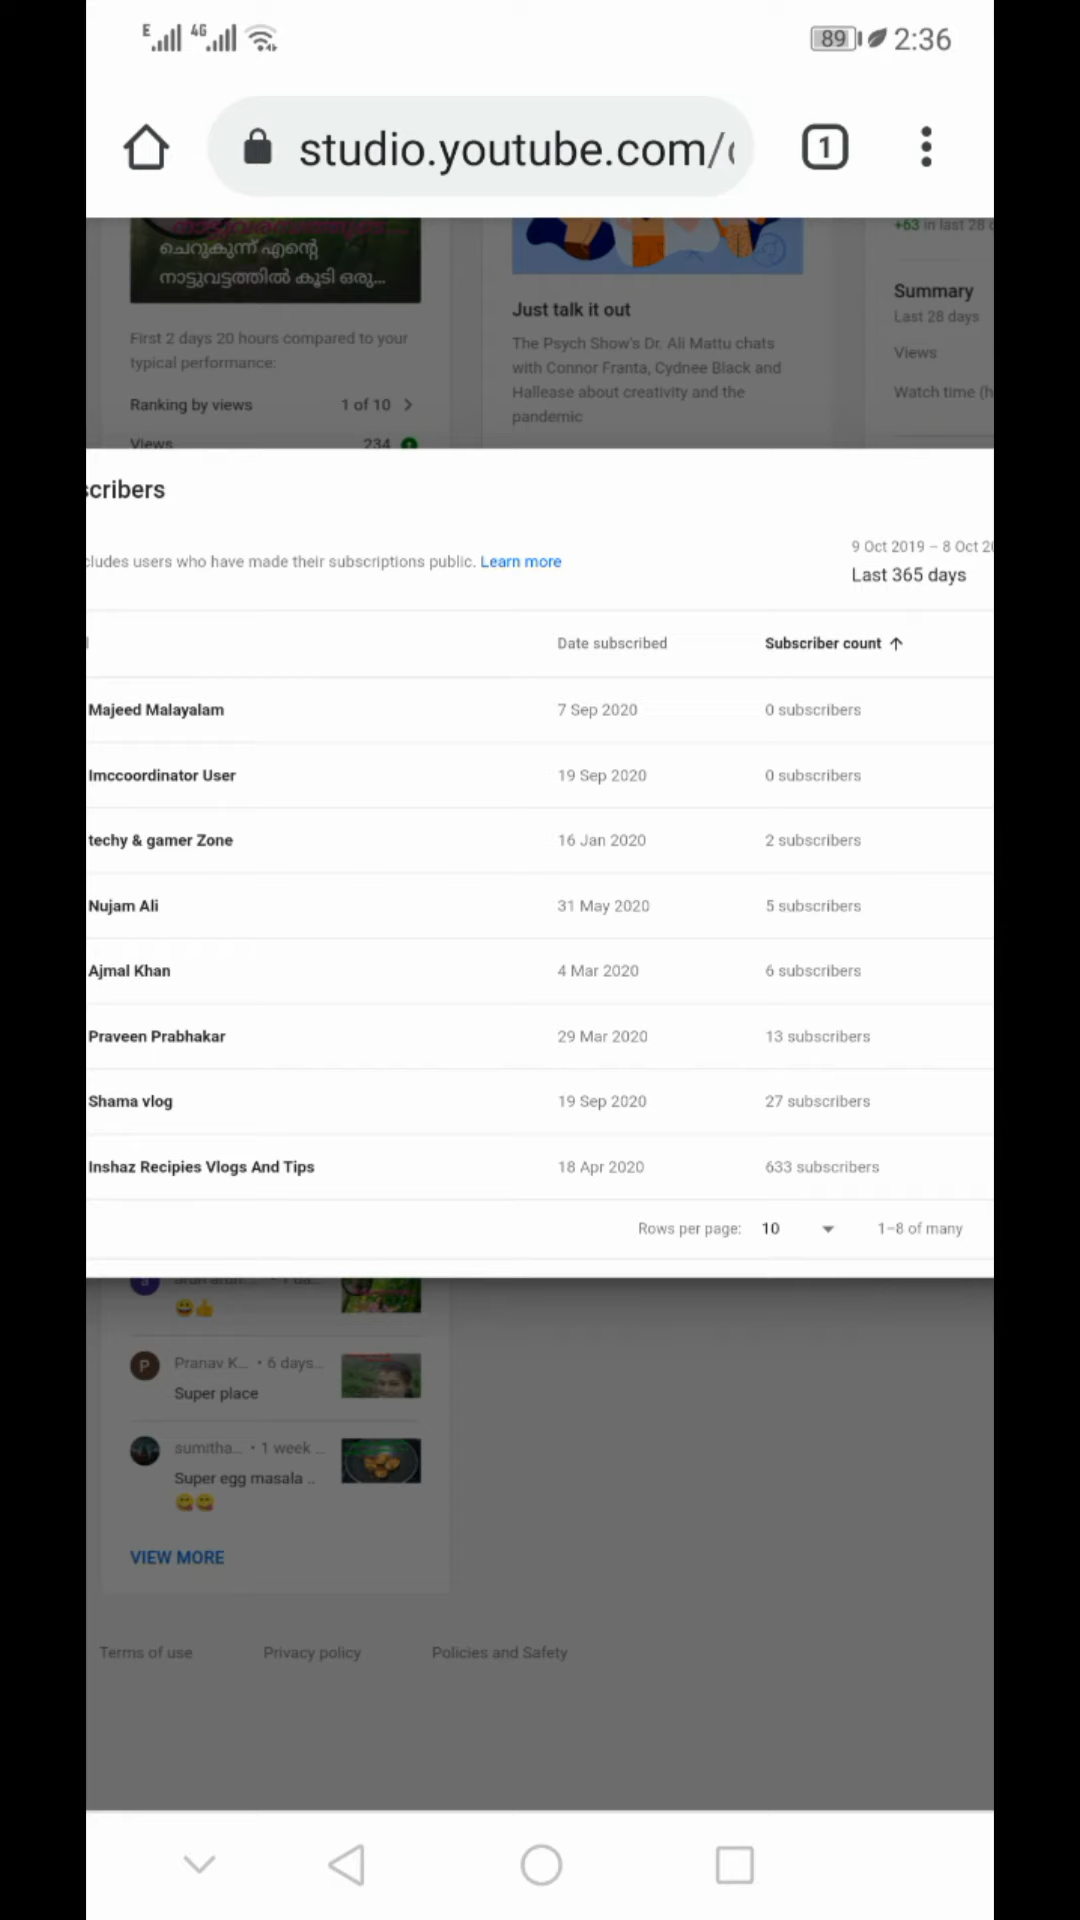 E 4G 89 2:36
studio.youtube.com/
1
ചെറുകുന്ന് എന്റെ
നാട്ടുവട്ടത്തിൽ കൂടി ഒരു...
First 2 days 20 hours compared to your
typical performance:
Ranking by views 1 of 10
Views 234
Just talk it out
The Psych Show's Dr. Ali Mattu chats
with Connor Franta, Cydnee Black and
Hallease about creativity and the
pandemic
+63 in last 28 d
Summary
Last 28 days
Views
Watch time (h
scribers
cludes users who have made their subscriptions public. Learn more
9 Oct 2019 – 8 Oct 20
Last 365 days
Date subscribed Subscriber count ↑
Majeed Malayalam 7 Sep 2020 0 subscribers
Imccoordinator User 19 Sep 2020 0 subscribers
techy & gamer Zone 16 Jan 2020 2 subscribers
Nujam Ali 31 May 2020 5 subscribers
Ajmal Khan 4 Mar 2020 6 subscribers
Praveen Prabhakar 29 Mar 2020 13 subscribers
Shama vlog 19 Sep 2020 27 subscribers
Inshaz Recipies Vlogs And Tips 18 Apr 2020 633 subscribers
Rows per page: 10 1–8 of many
😀👍
P Pranav K... • 6 days...
Super place
sumitha... • 1 week ...
Super egg masala ..
😋😋
VIEW MORE
Terms of use Privacy policy Policies and Safety